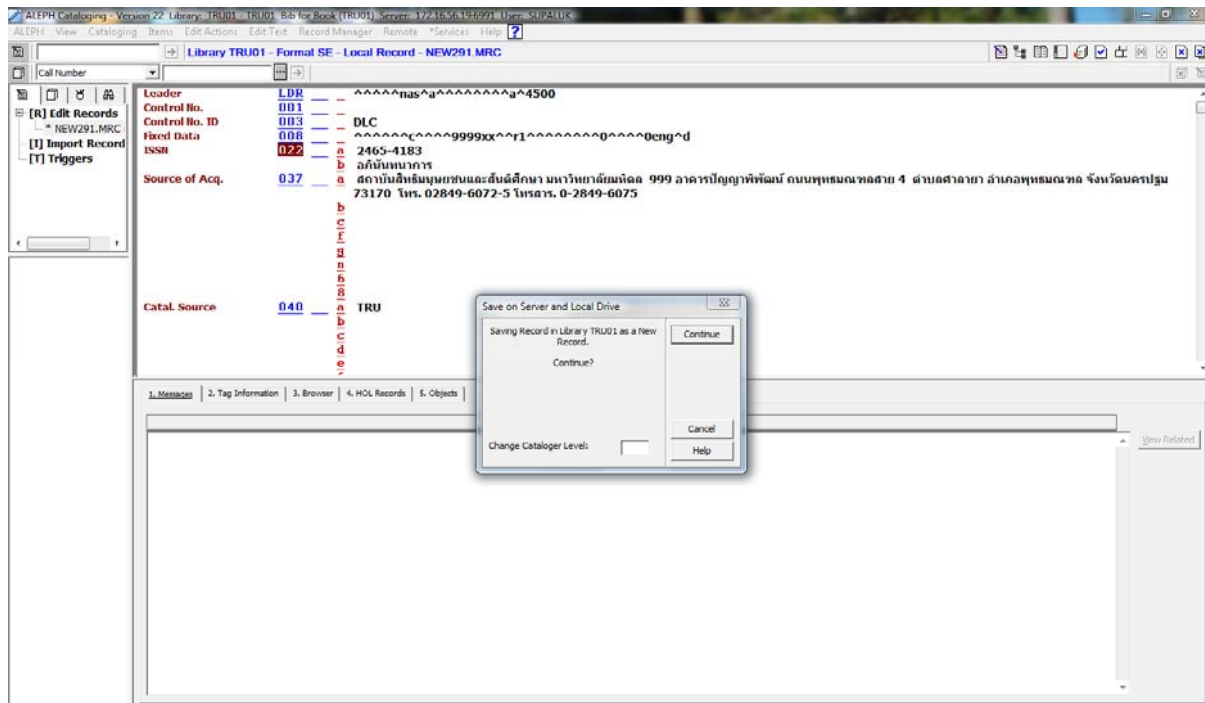 ALEPH Cataloging - Version 22 Library: TRU01 - TRU01 Bib for Book (TRU01) Server: 172.16.56.19:6991 User: SUPALUK
ALEPH View Cataloging Items Edit Actions Edit Text Record Manager Remote *Services Help ?
Library TRU01 - Formal SE - Local Record - NEW291.MRC
Call Number
[R] Edit Records
* NEW291.MRC
[I] Import Record
[T] Triggers
Leader LDR ^^^^^nas^a^^^^^^^^a^4500
Control No. 001
Control No. ID 003 DLC
Fixed Data 008 ^^^^^^c^^^^9999xx^^r1^^^^^^^^0^^^^0eng^d
ISSN 022 a 2465-4183
b อภินันทนาการ
Source of Acq. 037 a สถาบันสิทธิมนุษยชนและสันติศึกษา มหาวิทยาลัยมหิดล 999 อาคารปัญญาพิพัฒน์ ถนนพุทธมณฑลสาย 4 ตำบลศาลายา อำเภอพุทธมณฑล จังหวัดนครปฐม
73170 โทร. 02849-6072-5 โทรสาร. 0-2849-6075
b
c
f
g
n
6
8
Catal. Source 040 a TRU
b
c
d
e
Save on Server and Local Drive
Saving Record in Library TRU01 as a New
Record.
Continue?
Continue
Cancel
Change Cataloger Level:
Help
1. Messages 2. Tag Information 3. Browser 4. HOL Records 5. Objects
View Related